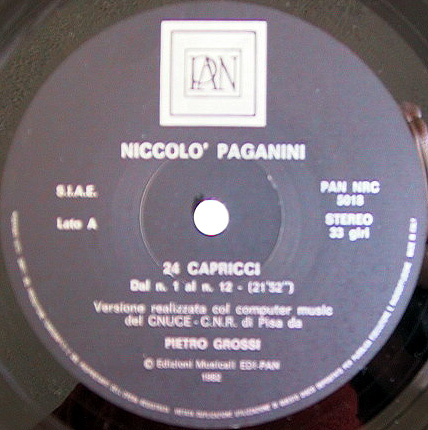 PAN
NICCOLO' PAGANINI
S.I.A.E.
PAN NRC
5018
Lato A
STEREO
33 giri
24 CAPRICCI
Dal n. 1 al n. 12 - (21'52")
Versione realizzata col computer music
del CNUCE - C.N.R. di Pisa da
PIETRO GROSSI
© Edizioni Musicali EDI-PAN
1982